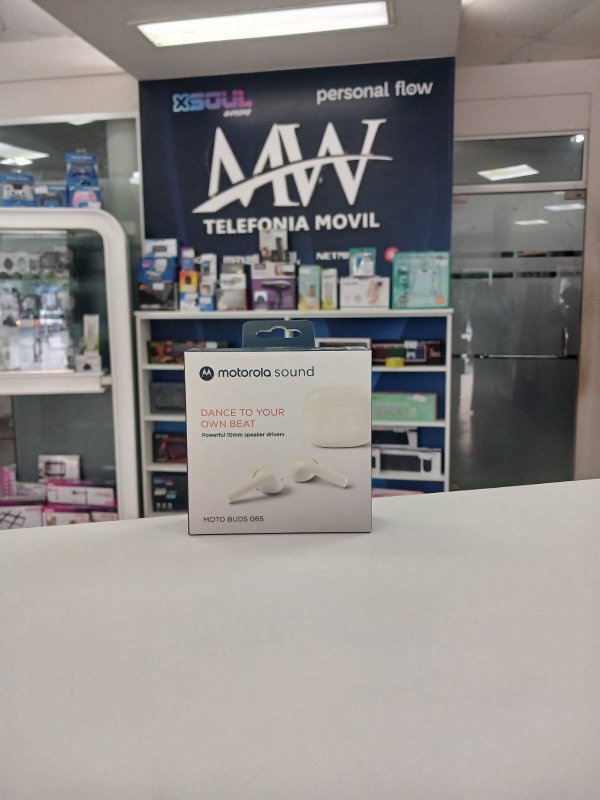 XSOUL
GAMING
personal flow
MW
TELEFONIA MOVIL
motorola sound
DANCE TO YOUR
OWN BEAT
Powerful 10mm speaker drivers
MOTO BUDS 065